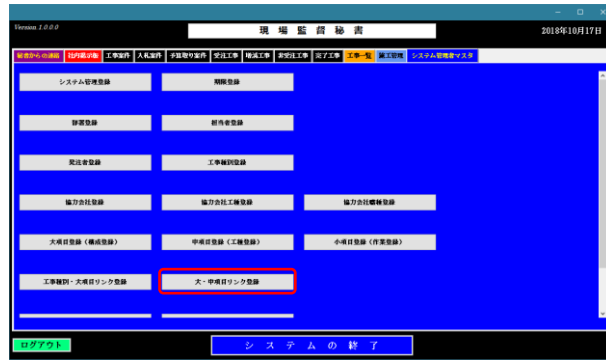 Version 1.0.0.0
現場監督秘書
2018年10月17日
秘書からの連絡 社内掲示板 工事案件 入札案件 予算取り案件 受注工事 増減工事 非受注工事 完了工事 工事一覧 施工管理 システム管理者マスタ
システム管理登録 期限登録
部署登録 担当者登録
発注者登録 工事種別登録
協力会社登録 協力会社工種登録 協力会社職種登録
大項目登録（構成登録） 中項目登録（工種登録） 小項目登録（作業登録）
工事種別・大項目リンク登録 大・中項目リンク登録
ログアウト システムの終了